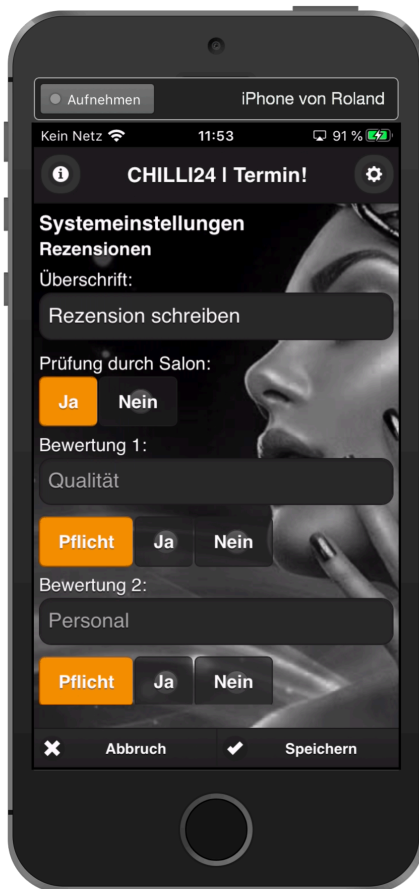 Aufnehmen iPhone von Roland
Kein Netz 11:53 91 %
CHILLI24 | Termin!
Systemeinstellungen
Rezensionen
Überschrift:
Rezension schreiben
Prüfung durch Salon:
Ja Nein
Bewertung 1:
Qualität
Pflicht Ja Nein
Bewertung 2:
Personal
Pflicht Ja Nein
Abbruch Speichern